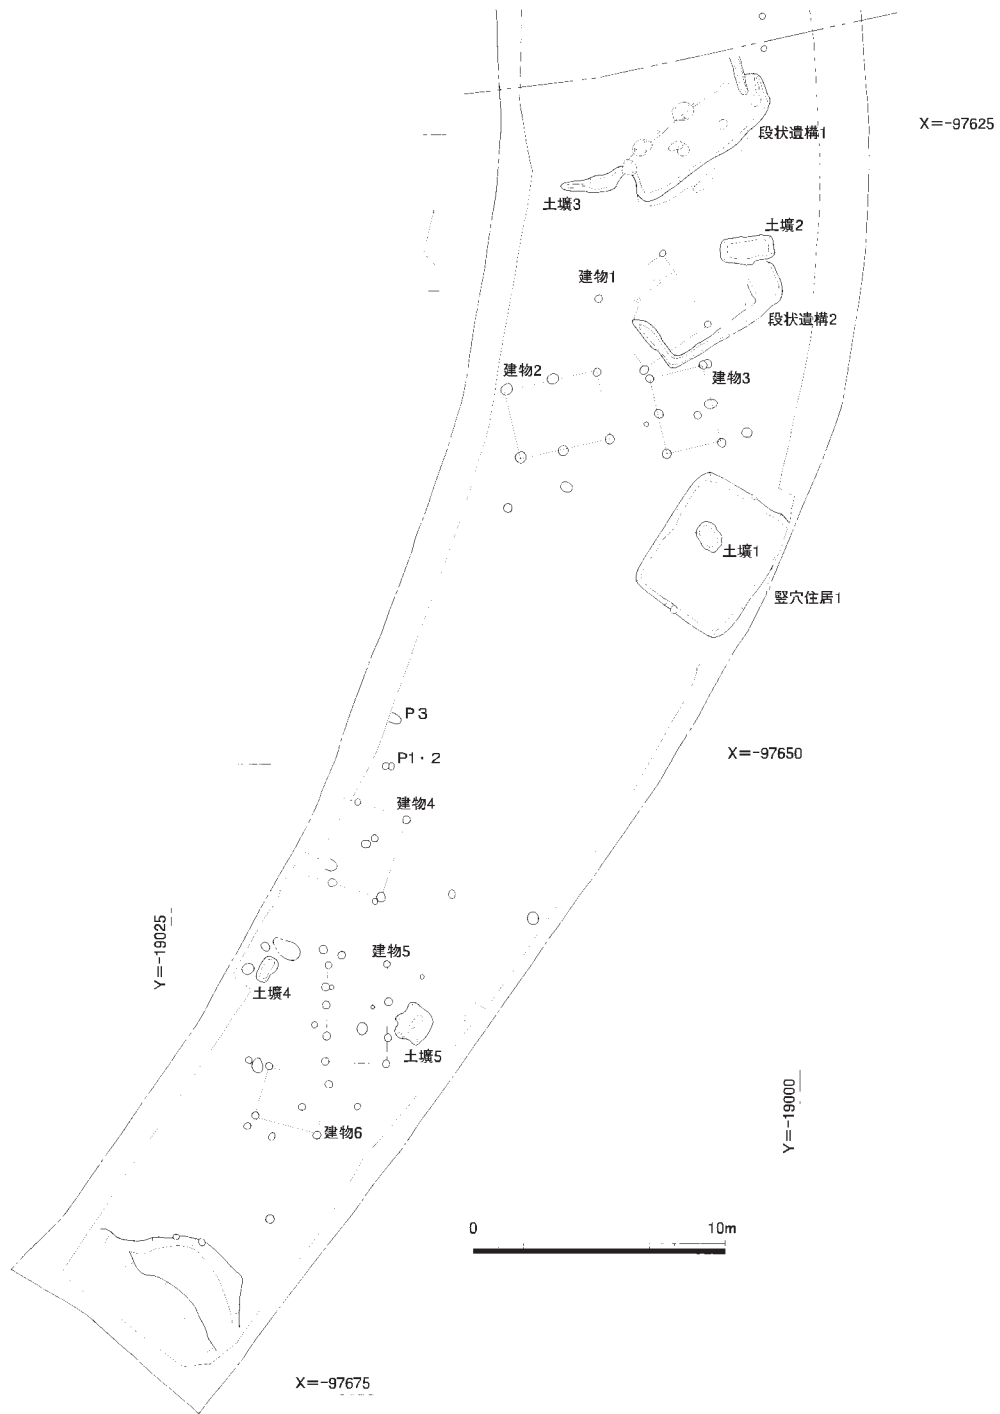 X=-97625
段状遺構1
土壙3
土壙2
建物1
段状遺構2
建物2
建物3
土壙1
竪穴住居1
P3
P1・2
X=-97650
建物4
Y=-19025
建物5
土壙4
土壙5
Y=-19000
建物6
0 10m
X=-97675